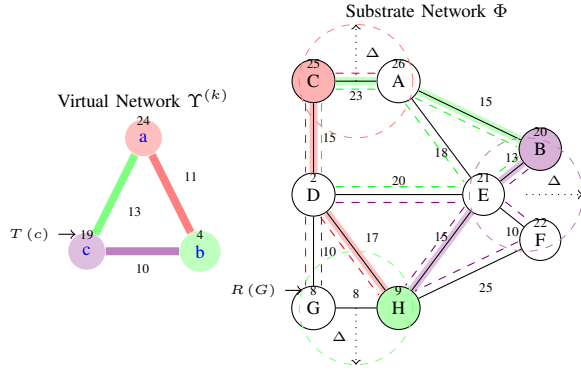 Substrate Network Φ
Virtual Network Υ^(k)
24
a
11
13
T (c) →
19
c
10
4
b
25
C
23
Δ
26
A
15
20
B
15
18
13
2
D
20
21
E
Δ
22
F
10
17
15
10
R (G) →
8
G
8
9
H
25
Δ